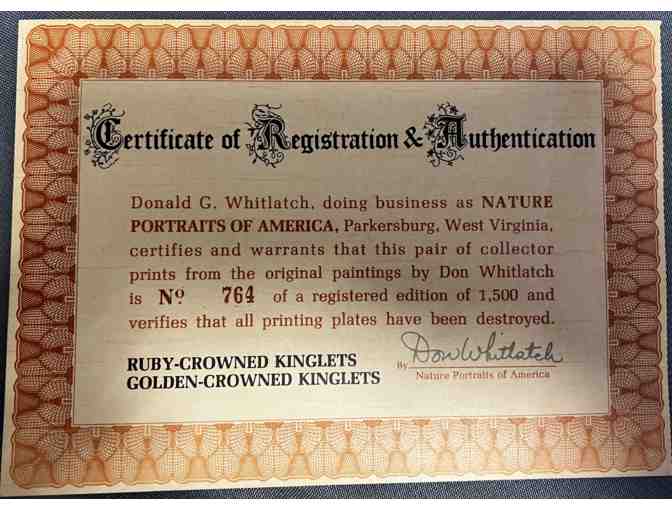 Certificate of Registration & Authentication
Donald G. Whitlatch, doing business as NATURE
PORTRAITS OF AMERICA, Parkersburg, West Virginia,
certifies and warrants that this pair of collector
prints from the original paintings by Don Whitlatch
is Nº 764 of a registered edition of 1,500 and
verifies that all printing plates have been destroyed.
RUBY-CROWNED KINGLETS
GOLDEN-CROWNED KINGLETS
By Don Whitlatch
Nature Portraits of America